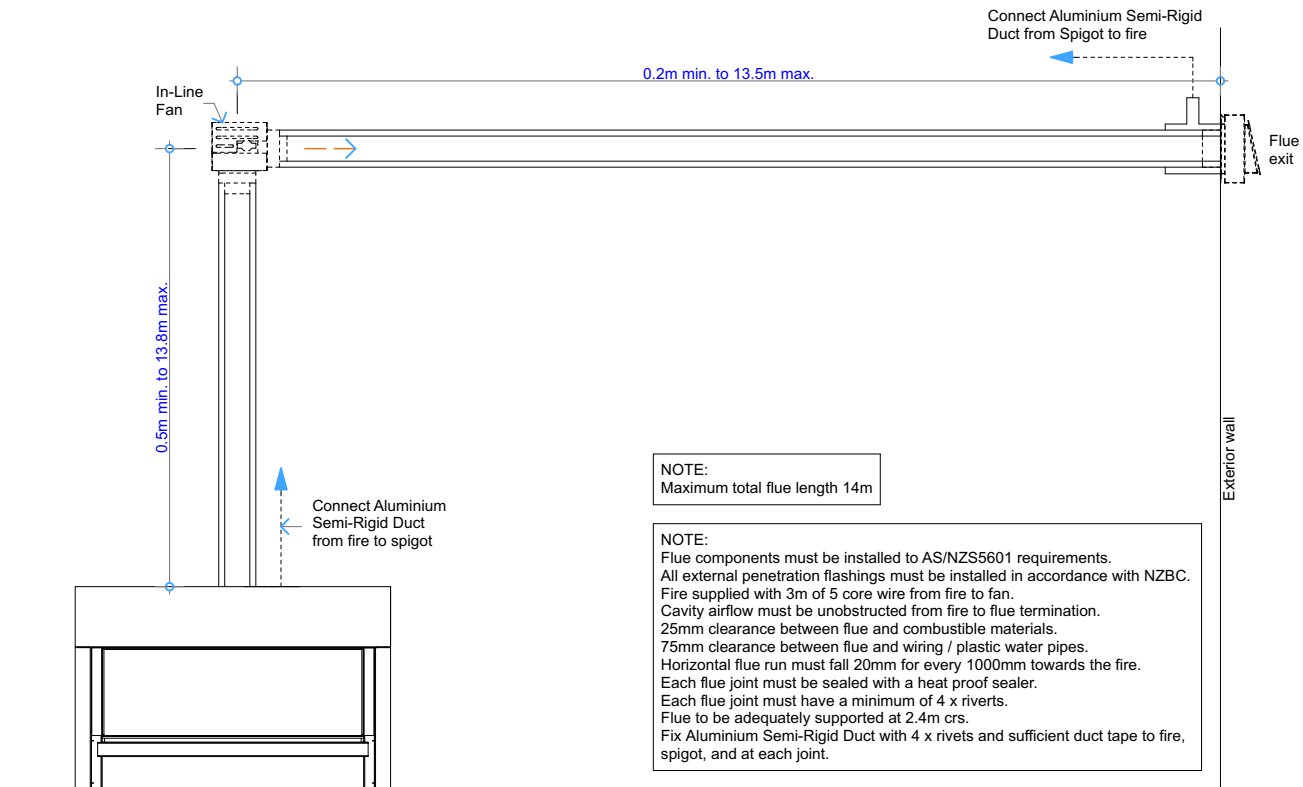 Connect Aluminium Semi-Rigid
Duct from Spigot to fire
0.2m min. to 13.5m max.
In-Line
Fan
Flue
exit
0.5m min. to 13.8m max.
Exterior wall
Connect Aluminium
Semi-Rigid Duct
from fire to spigot
NOTE:
Maximum total flue length 14m
NOTE:
Flue components must be installed to AS/NZS5601 requirements.
All external penetration flashings must be installed in accordance with NZBC.
Fire supplied with 3m of 5 core wire from fire to fan.
Cavity airflow must be unobstructed from fire to flue termination.
25mm clearance between flue and combustible materials.
75mm clearance between flue and wiring / plastic water pipes.
Horizontal flue run must fall 20mm for every 1000mm towards the fire.
Each flue joint must be sealed with a heat proof sealer.
Each flue joint must have a minimum of 4 x riverts.
Flue to be adequately supported at 2.4m crs.
Fix Aluminium Semi-Rigid Duct with 4 x rivets and sufficient duct tape to fire,
spigot, and at each joint.